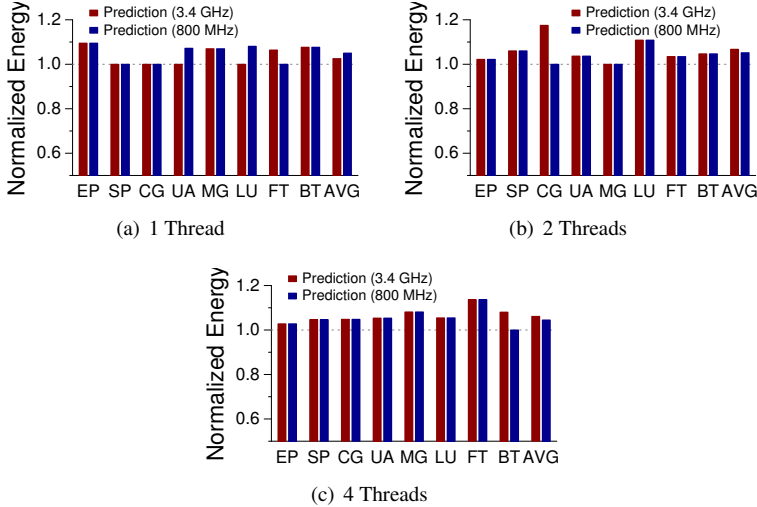 Prediction (3.4 GHz)
Prediction (800 MHz)
Normalized Energy
1.2
1.0
0.8
0.6
EP SP CG UA MG LU FT BT AVG
(a) 1 Thread
Prediction (3.4 GHz)
Prediction (800 MHz)
Normalized Energy
1.2
1.0
0.8
0.6
EP SP CG UA MG LU FT BT AVG
(b) 2 Threads
Prediction (3.4 GHz)
Prediction (800 MHz)
Normalized Energy
1.2
1.0
0.8
0.6
EP SP CG UA MG LU FT BT AVG
(c) 4 Threads